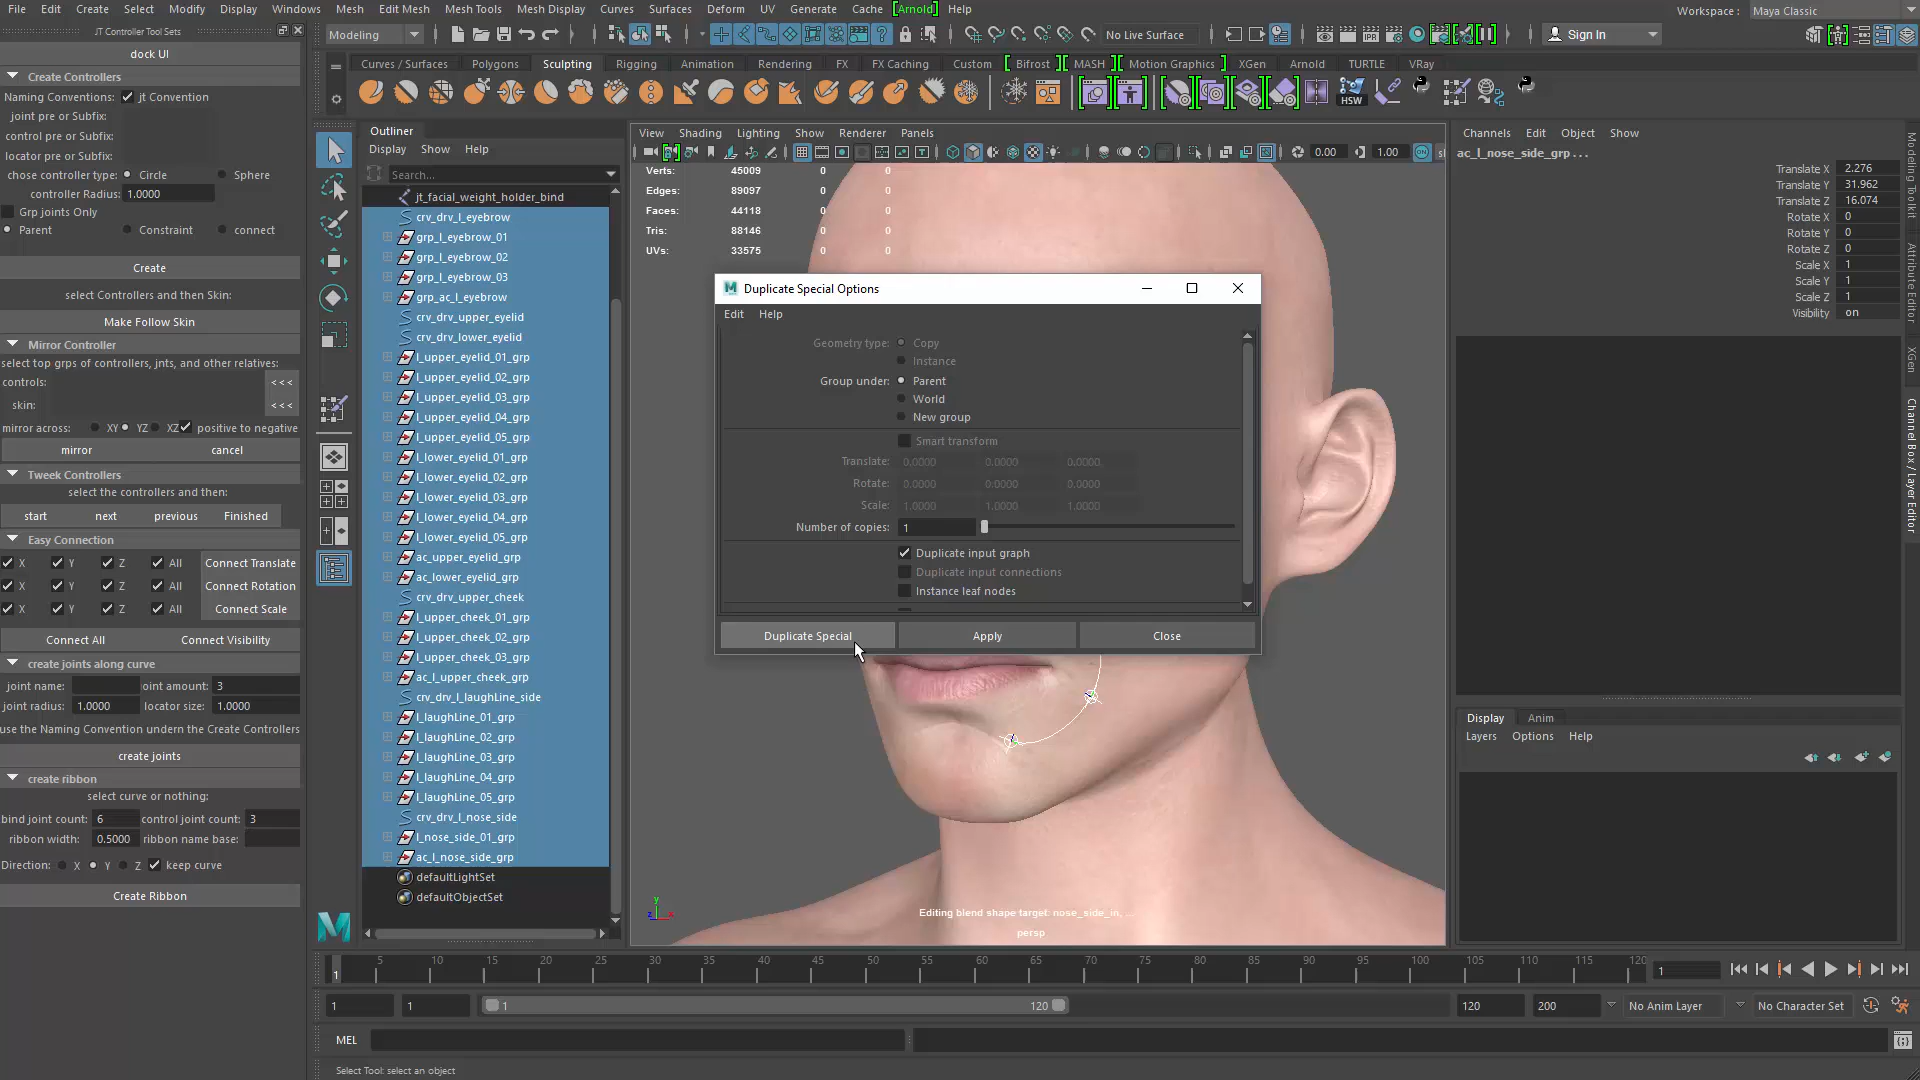 File Edit Create Select Modify Display Windows Mesh Edit Mesh Mesh Tools Mesh Display Curves Surfaces Deform UV Generate Cache [Arnold] Help
Workspace : Maya Classic
JT Controller Tool Sets
dock UI
Create Controllers
Naming Conventions: jt Convention
joint pre or Subfix:
control pre or Subfix:
locator pre or Subfix:
chose controller type: Circle Sphere
controller Radius: 1.0000
Grp joints Only
Parent Constraint connect
Create
select Controllers and then Skin:
Make Follow Skin
Mirror Controller
select top grps of controllers, jnts, and other relatives:
controls: <<<
skin: <<<
mirror across: XY YZ XZ positive to negative
mirror cancel
Tweek Controllers
select the controllers and then:
start next previous Finished
Easy Connection
X Y Z All Connect Translate
X Y Z All Connect Rotation
X Y Z All Connect Scale
Connect All Connect Visibility
create joints along curve
joint name: oint amount: 3
joint radius: 1.0000 locator size: 1.0000
use the Naming Convention undern the Create Controllers
create joints
create ribbon
select curve or nothing:
bind joint count: 6 control joint count: 3
ribbon width: 0.5000 ribbon name base:
Direction: X Y Z keep curve
Create Ribbon
Modeling
No Live Surface
Sign In
Curves / Surfaces Polygons Sculpting Rigging Animation Rendering FX FX Caching Custom Bifrost MASH Motion Graphics XGen Arnold TURTLE VRay
IPR
HSW
Outliner
Display Show Help
Search...
jt_facial_weight_holder_bind
crv_drv_l_eyebrow
grp_l_eyebrow_01
grp_l_eyebrow_02
grp_l_eyebrow_03
grp_ac_l_eyebrow
crv_drv_upper_eyelid
crv_drv_lower_eyelid
l_upper_eyelid_01_grp
l_upper_eyelid_02_grp
l_upper_eyelid_03_grp
l_upper_eyelid_04_grp
l_upper_eyelid_05_grp
l_lower_eyelid_01_grp
l_lower_eyelid_02_grp
l_lower_eyelid_03_grp
l_lower_eyelid_04_grp
l_lower_eyelid_05_grp
ac_upper_eyelid_grp
ac_lower_eyelid_grp
crv_drv_upper_cheek
l_upper_cheek_01_grp
l_upper_cheek_02_grp
l_upper_cheek_03_grp
ac_l_upper_cheek_grp
crv_drv_l_laughLine_side
l_laughLine_01_grp
l_laughLine_02_grp
l_laughLine_03_grp
l_laughLine_04_grp
l_laughLine_05_grp
crv_drv_l_nose_side
l_nose_side_01_grp
ac_l_nose_side_grp
defaultLightSet
defaultObjectSet
View Shading Lighting Show Renderer Panels
0.00 1.00
Verts: 45009 0 0
Edges: 89097 0 0
Faces: 44118 0 0
Tris: 88146 0 0
UVs: 33575 0 0
Duplicate Special Options
Edit Help
Geometry type: Copy
Instance
Group under: Parent
World
New group
Smart transform
Translate: 0.0000 0.0000 0.0000
Rotate: 0.0000 0.0000 0.0000
Scale: 1.0000 1.0000 1.0000
Number of copies: 1
Duplicate input graph
Duplicate input connections
Instance leaf nodes
Duplicate Special Apply Close
Editing blend shape target: nose_side_in, ...
persp
Channels Edit Object Show
ac_l_nose_side_grp...
Translate X 2.276
Translate Y 31.962
Translate Z 16.074
Rotate X 0
Rotate Y 0
Rotate Z 0
Scale X 1
Scale Y 1
Scale Z 1
Visibility on
Display Anim
Layers Options Help
Modeling Toolkit
Attribute Editor
XGen
Channel Box / Layer Editor
1 5 10 15 20 25 30 35 40 45 50 55 60 65 70 75 80 85 90 95 100 105 110 115 120
1
1 1 1 120 120 200 No Anim Layer No Character Set
MEL
Select Tool: select an object